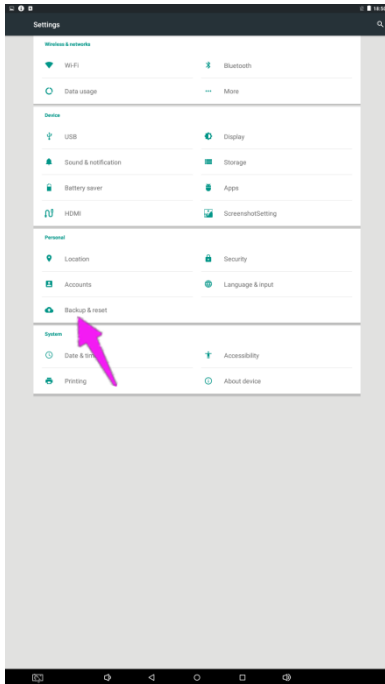 Settings
Wireless & networks
Wi-Fi
Bluetooth
Data usage
More
Device
USB
Display
Sound & notification
Storage
Battery saver
Apps
HDMI
ScreenshotSetting
Personal
Location
Security
Accounts
Language & input
Backup & reset
System
Date & time
Accessibility
Printing
About device